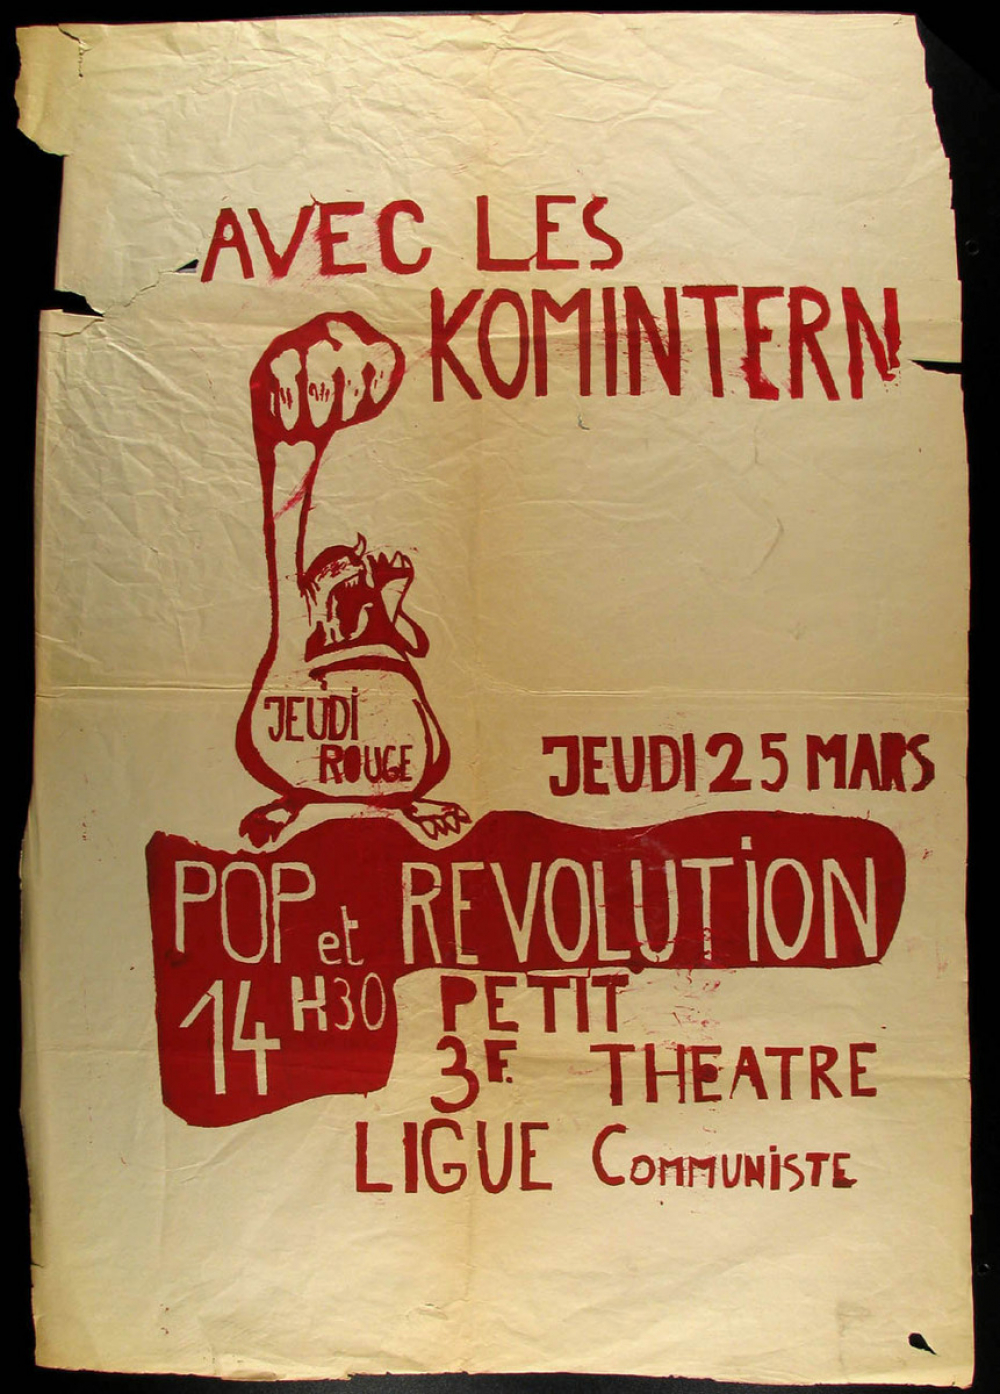 AVEC LES
KOMINTERN
JEUDI
ROUGE
JEUDI 25 MARS
POP et REVOLUTION
14 H30
PETIT
3F. THEATRE
LIGUE COMMUNISTE